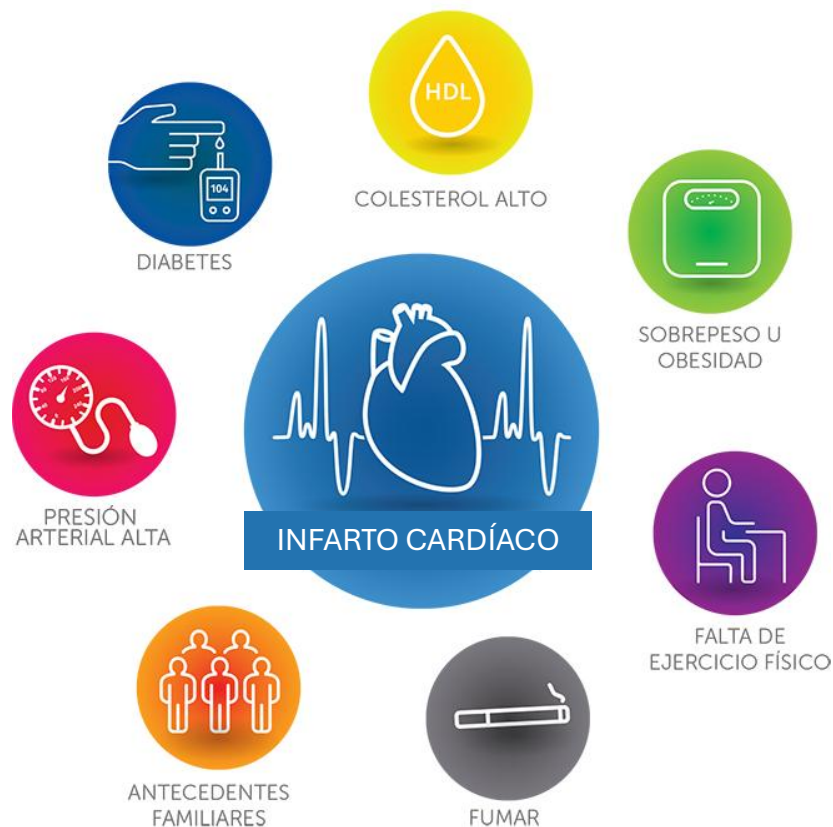 HDL
COLESTEROL ALTO
104
DIABETES
SOBREPESO U
OBESIDAD
PRESIÓN
ARTERIAL ALTA
INFARTO CARDÍACO
FALTA DE
EJERCICIO FÍSICO
ANTECEDENTES
FAMILIARES
FUMAR